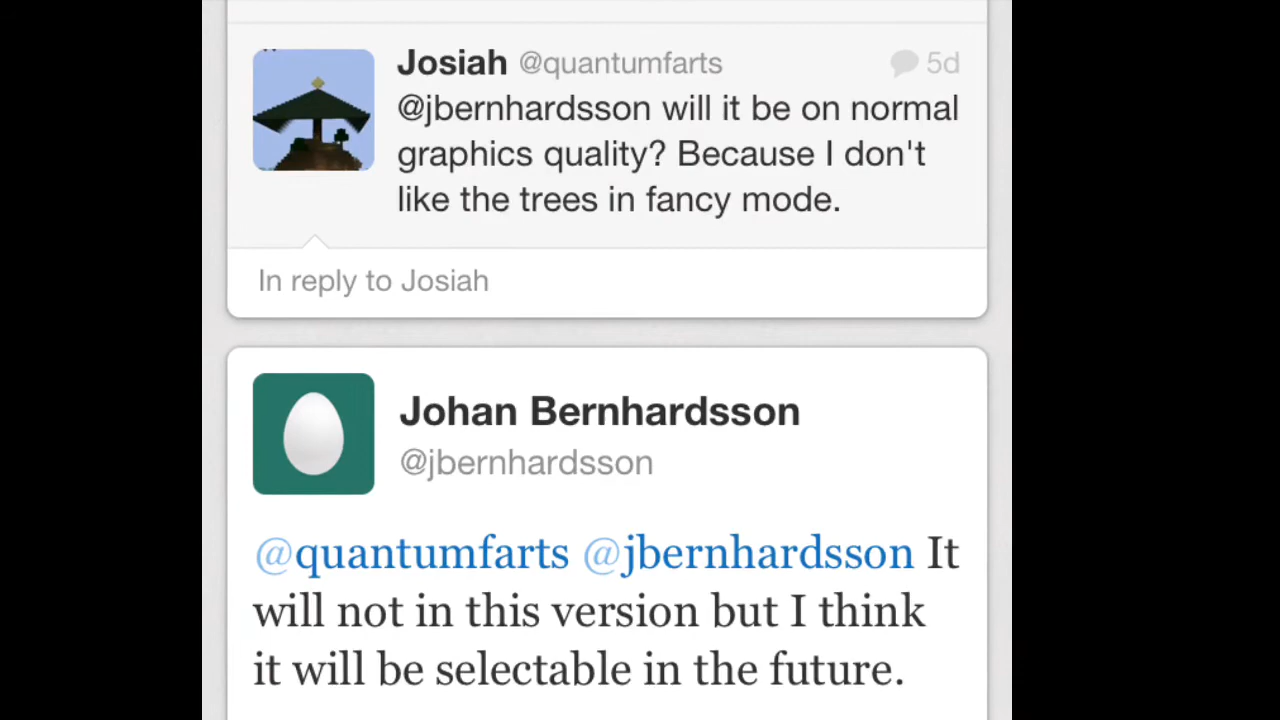 Josiah @quantumfarts 5d
@jbernhardsson will it be on normal
graphics quality? Because I don't
like the trees in fancy mode.
In reply to Josiah
Johan Bernhardsson
@jbernhardsson
@quantumfarts @jbernhardsson It
will not in this version but I think
it will be selectable in the future.